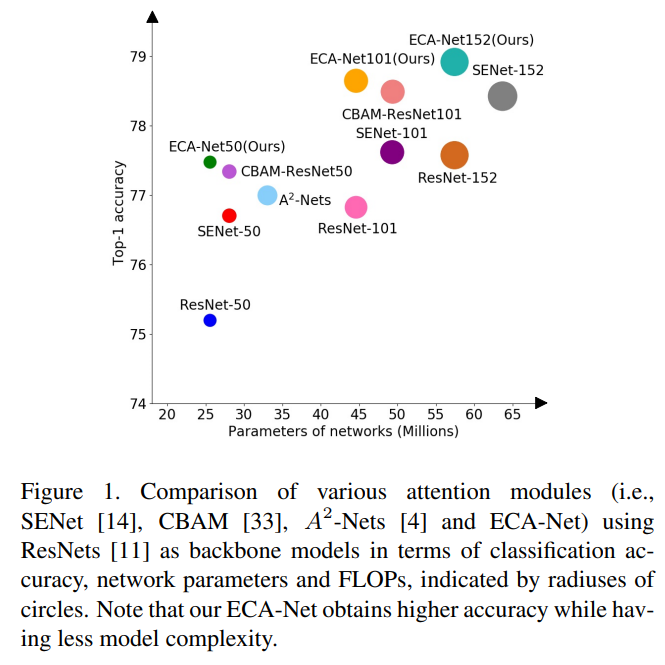 ECA-Net152(Ours)
79
ECA-Net101(Ours)
SENet-152
CBAM-ResNet101
78
SENet-101
ECA-Net50(Ours)
CBAM-ResNet50
ResNet-152
77
A²-Nets
SENet-50
ResNet-101
Top-1 accuracy
76
ResNet-50
75
74
20 25 30 35 40 45 50 55 60 65
Parameters of networks (Millions)
Figure 1. Comparison of various attention modules (i.e.,
SENet [14], CBAM [33], A²-Nets [4] and ECA-Net) using
ResNets [11] as backbone models in terms of classification ac-
curacy, network parameters and FLOPs, indicated by radiuses of
circles. Note that our ECA-Net obtains higher accuracy while hav-
ing less model complexity.